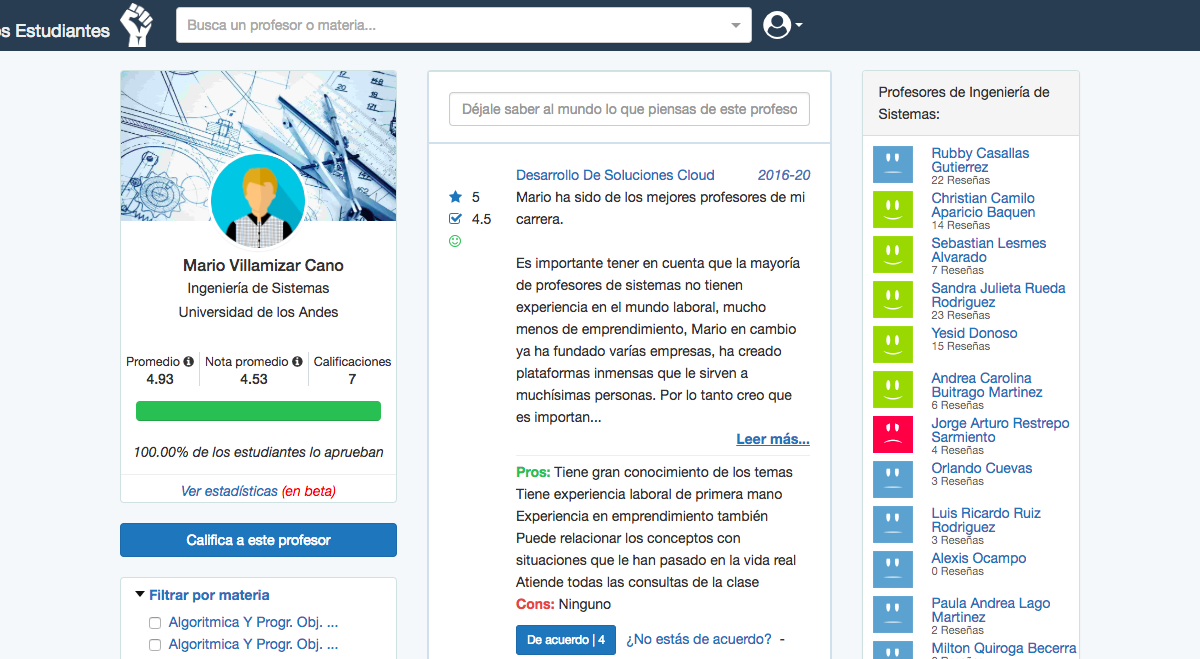 s Estudiantes
Busca un profesor o materia...
Mario Villamizar Cano
Ingeniería de Sistemas
Universidad de los Andes
Promedio Nota promedio Calificaciones
4.93 4.53 7
100.00% de los estudiantes lo aprueban
Ver estadísticas (en beta)
Califica a este profesor
Filtrar por materia
Algoritmica Y Progr. Obj. ...
Algoritmica Y Progr. Obj. ...
Déjale saber al mundo lo que piensas de este profeso
Desarrollo De Soluciones Cloud 2016-20
5
4.5
Mario ha sido de los mejores profesores de mi
carrera.
Es importante tener en cuenta que la mayoría
de profesores de sistemas no tienen
experiencia en el mundo laboral, mucho
menos de emprendimiento, Mario en cambio
ya ha fundado varías empresas, ha creado
plataformas inmensas que le sirven a
muchísimas personas. Por lo tanto creo que
es importan...
Leer más...
Pros: Tiene gran conocimiento de los temas
Tiene experiencia laboral de primera mano
Experiencia en emprendimiento también
Puede relacionar los conceptos con
situaciones que le han pasado en la vida real
Atiende todas las consultas de la clase
Cons: Ninguno
De acuerdo | 4 ¿No estás de acuerdo? -
Profesores de Ingeniería de
Sistemas:
Rubby Casallas
Gutierrez
22 Reseñas
Christian Camilo
Aparicio Baquen
14 Reseñas
Sebastian Lesmes
Alvarado
7 Reseñas
Sandra Julieta Rueda
Rodriguez
23 Reseñas
Yesid Donoso
15 Reseñas
Andrea Carolina
Buitrago Martinez
6 Reseñas
Jorge Arturo Restrepo
Sarmiento
4 Reseñas
Orlando Cuevas
3 Reseñas
Luis Ricardo Ruiz
Rodriguez
3 Reseñas
Alexis Ocampo
0 Reseñas
Paula Andrea Lago
Martinez
2 Reseñas
Milton Quiroga Becerra